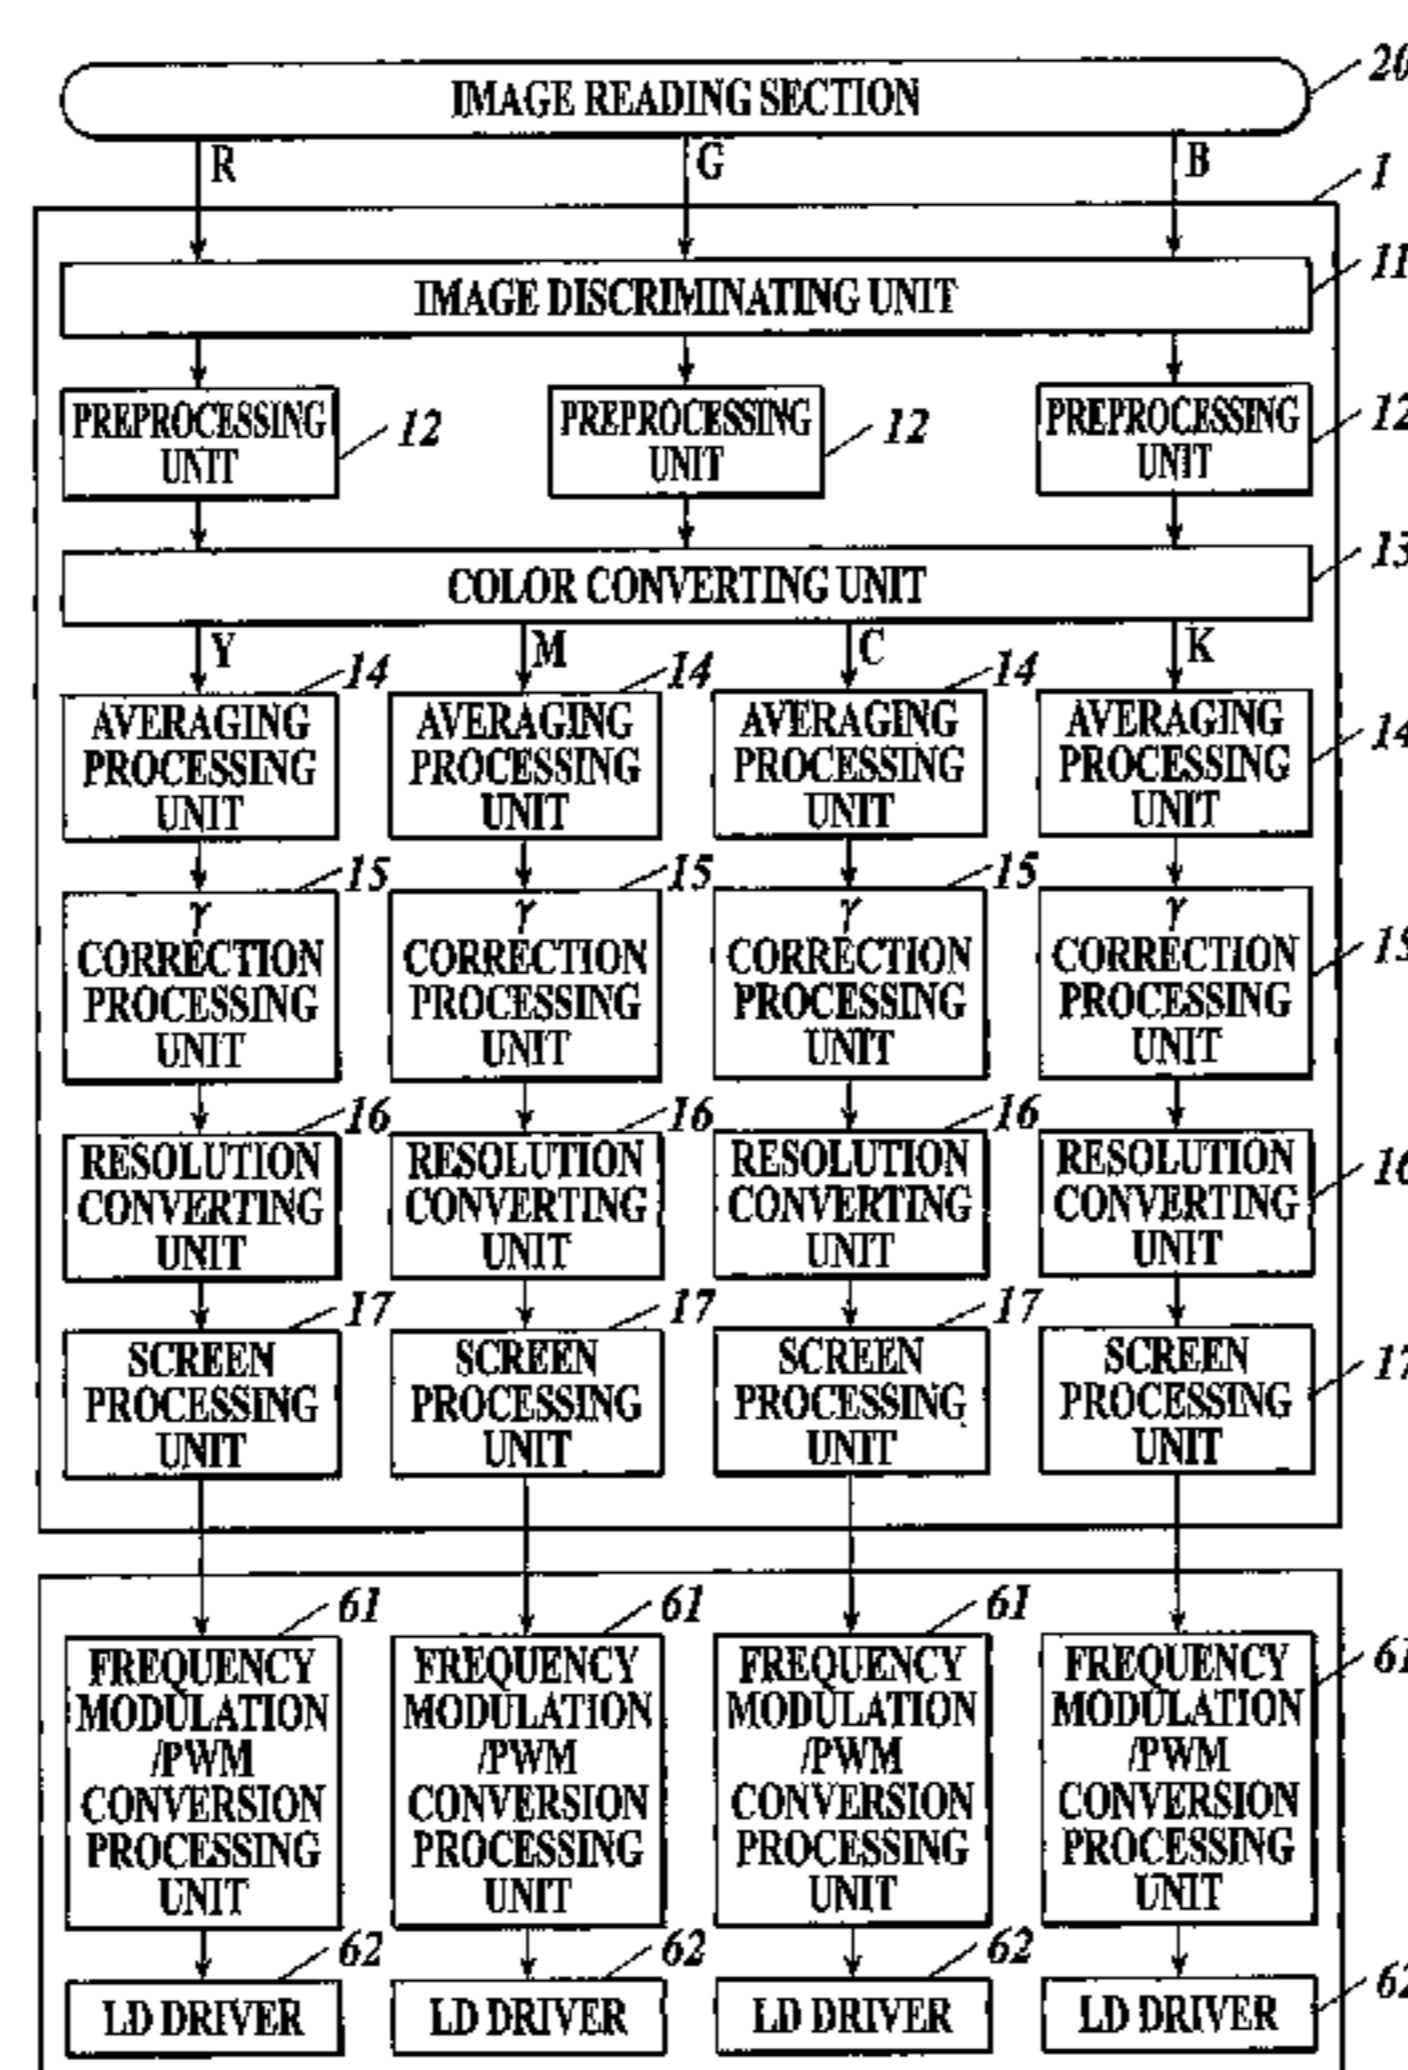 IMAGE READING SECTION
20
R G B
1
IMAGE DISCRIMINATING UNIT
11
PREPROCESSING UNIT
12
PREPROCESSING UNIT
12
PREPROCESSING UNIT
12
COLOR CONVERTING UNIT
13
Y M C K
14 14 14
AVERAGING PROCESSING UNIT
AVERAGING PROCESSING UNIT
AVERAGING PROCESSING UNIT
AVERAGING PROCESSING UNIT
14
15 15 15
γ CORRECTION PROCESSING UNIT
γ CORRECTION PROCESSING UNIT
γ CORRECTION PROCESSING UNIT
γ CORRECTION PROCESSING UNIT
15
16 16 16
RESOLUTION CONVERTING UNIT
RESOLUTION CONVERTING UNIT
RESOLUTION CONVERTING UNIT
RESOLUTION CONVERTING UNIT
16
17 17 17
SCREEN PROCESSING UNIT
SCREEN PROCESSING UNIT
SCREEN PROCESSING UNIT
SCREEN PROCESSING UNIT
17
61 61 61
FREQUENCY MODULATION /PWM CONVERSION PROCESSING UNIT
FREQUENCY MODULATION /PWM CONVERSION PROCESSING UNIT
FREQUENCY MODULATION /PWM CONVERSION PROCESSING UNIT
FREQUENCY MODULATION /PWM CONVERSION PROCESSING UNIT
61
62 62 62
LD DRIVER
LD DRIVER
LD DRIVER
LD DRIVER
62